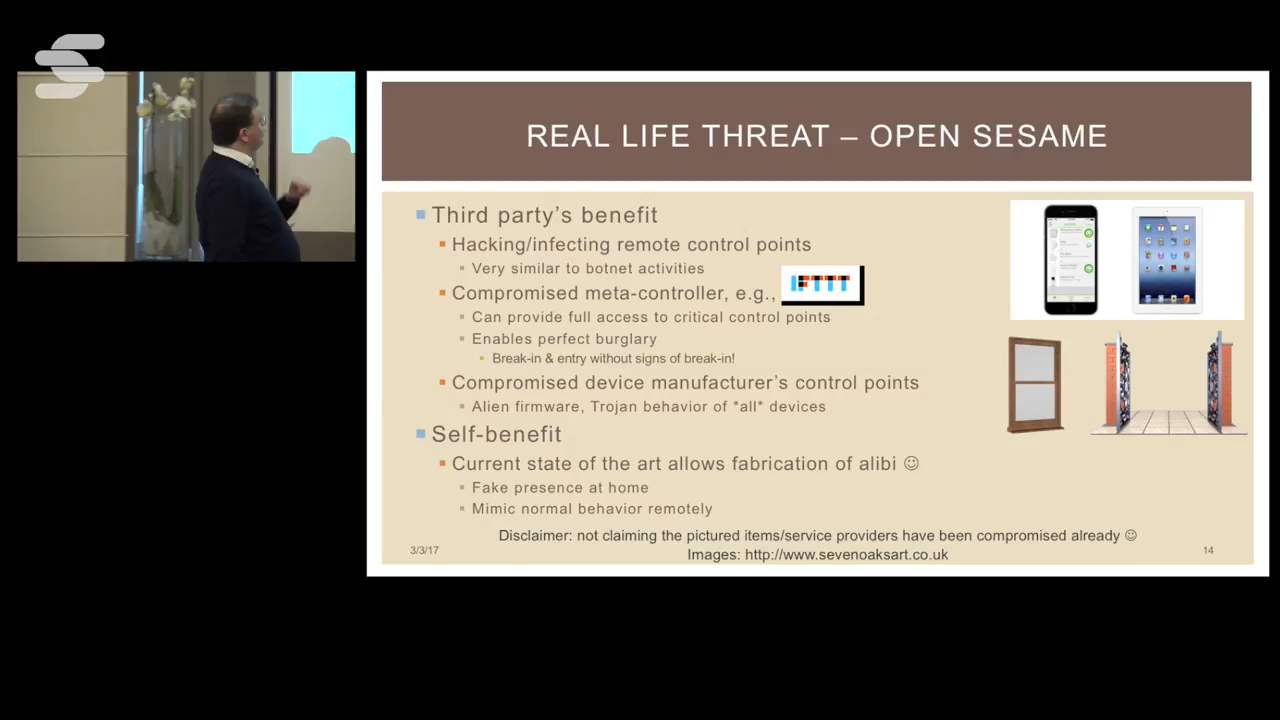 REAL LIFE THREAT – OPEN SESAME
Third party's benefit
Hacking/infecting remote control points
Very similar to botnet activities
Compromised meta-controller, e.g., IFTTT
Can provide full access to critical control points
Enables perfect burglary
Break-in & entry without signs of break-in!
Compromised device manufacturer's control points
Alien firmware, Trojan behavior of *all* devices
Self-benefit
Current state of the art allows fabrication of alibi ☺
Fake presence at home
Mimic normal behavior remotely
Disclaimer: not claiming the pictured items/service providers have been compromised already ☺
3/3/17
Images: http://www.sevenoaksart.co.uk
14